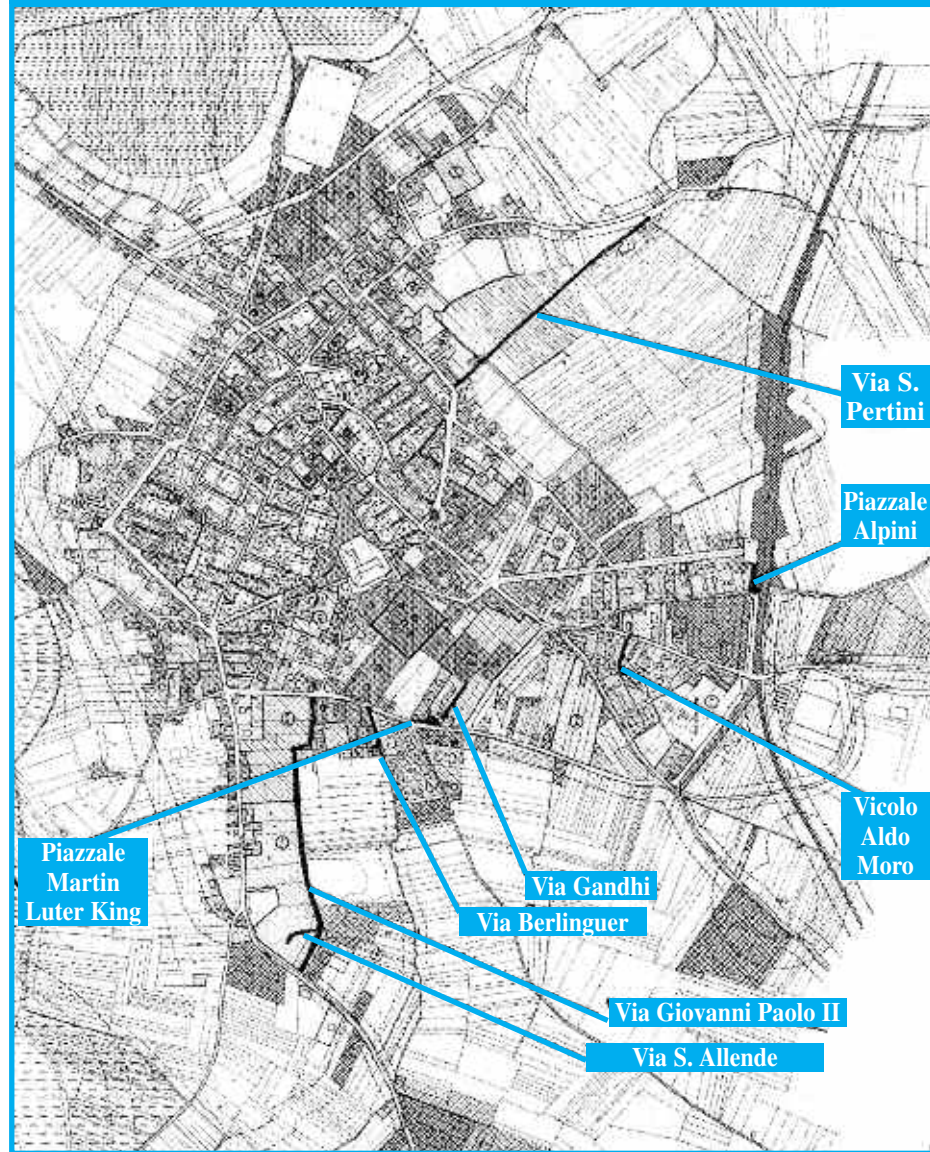 Via S.
Pertini
Piazzale
Alpini
Vicolo
Aldo
Moro
Piazzale
Martin
Luter King
Via Gandhi
Via Berlinguer
Via Giovanni Paolo II
Via S. Allende